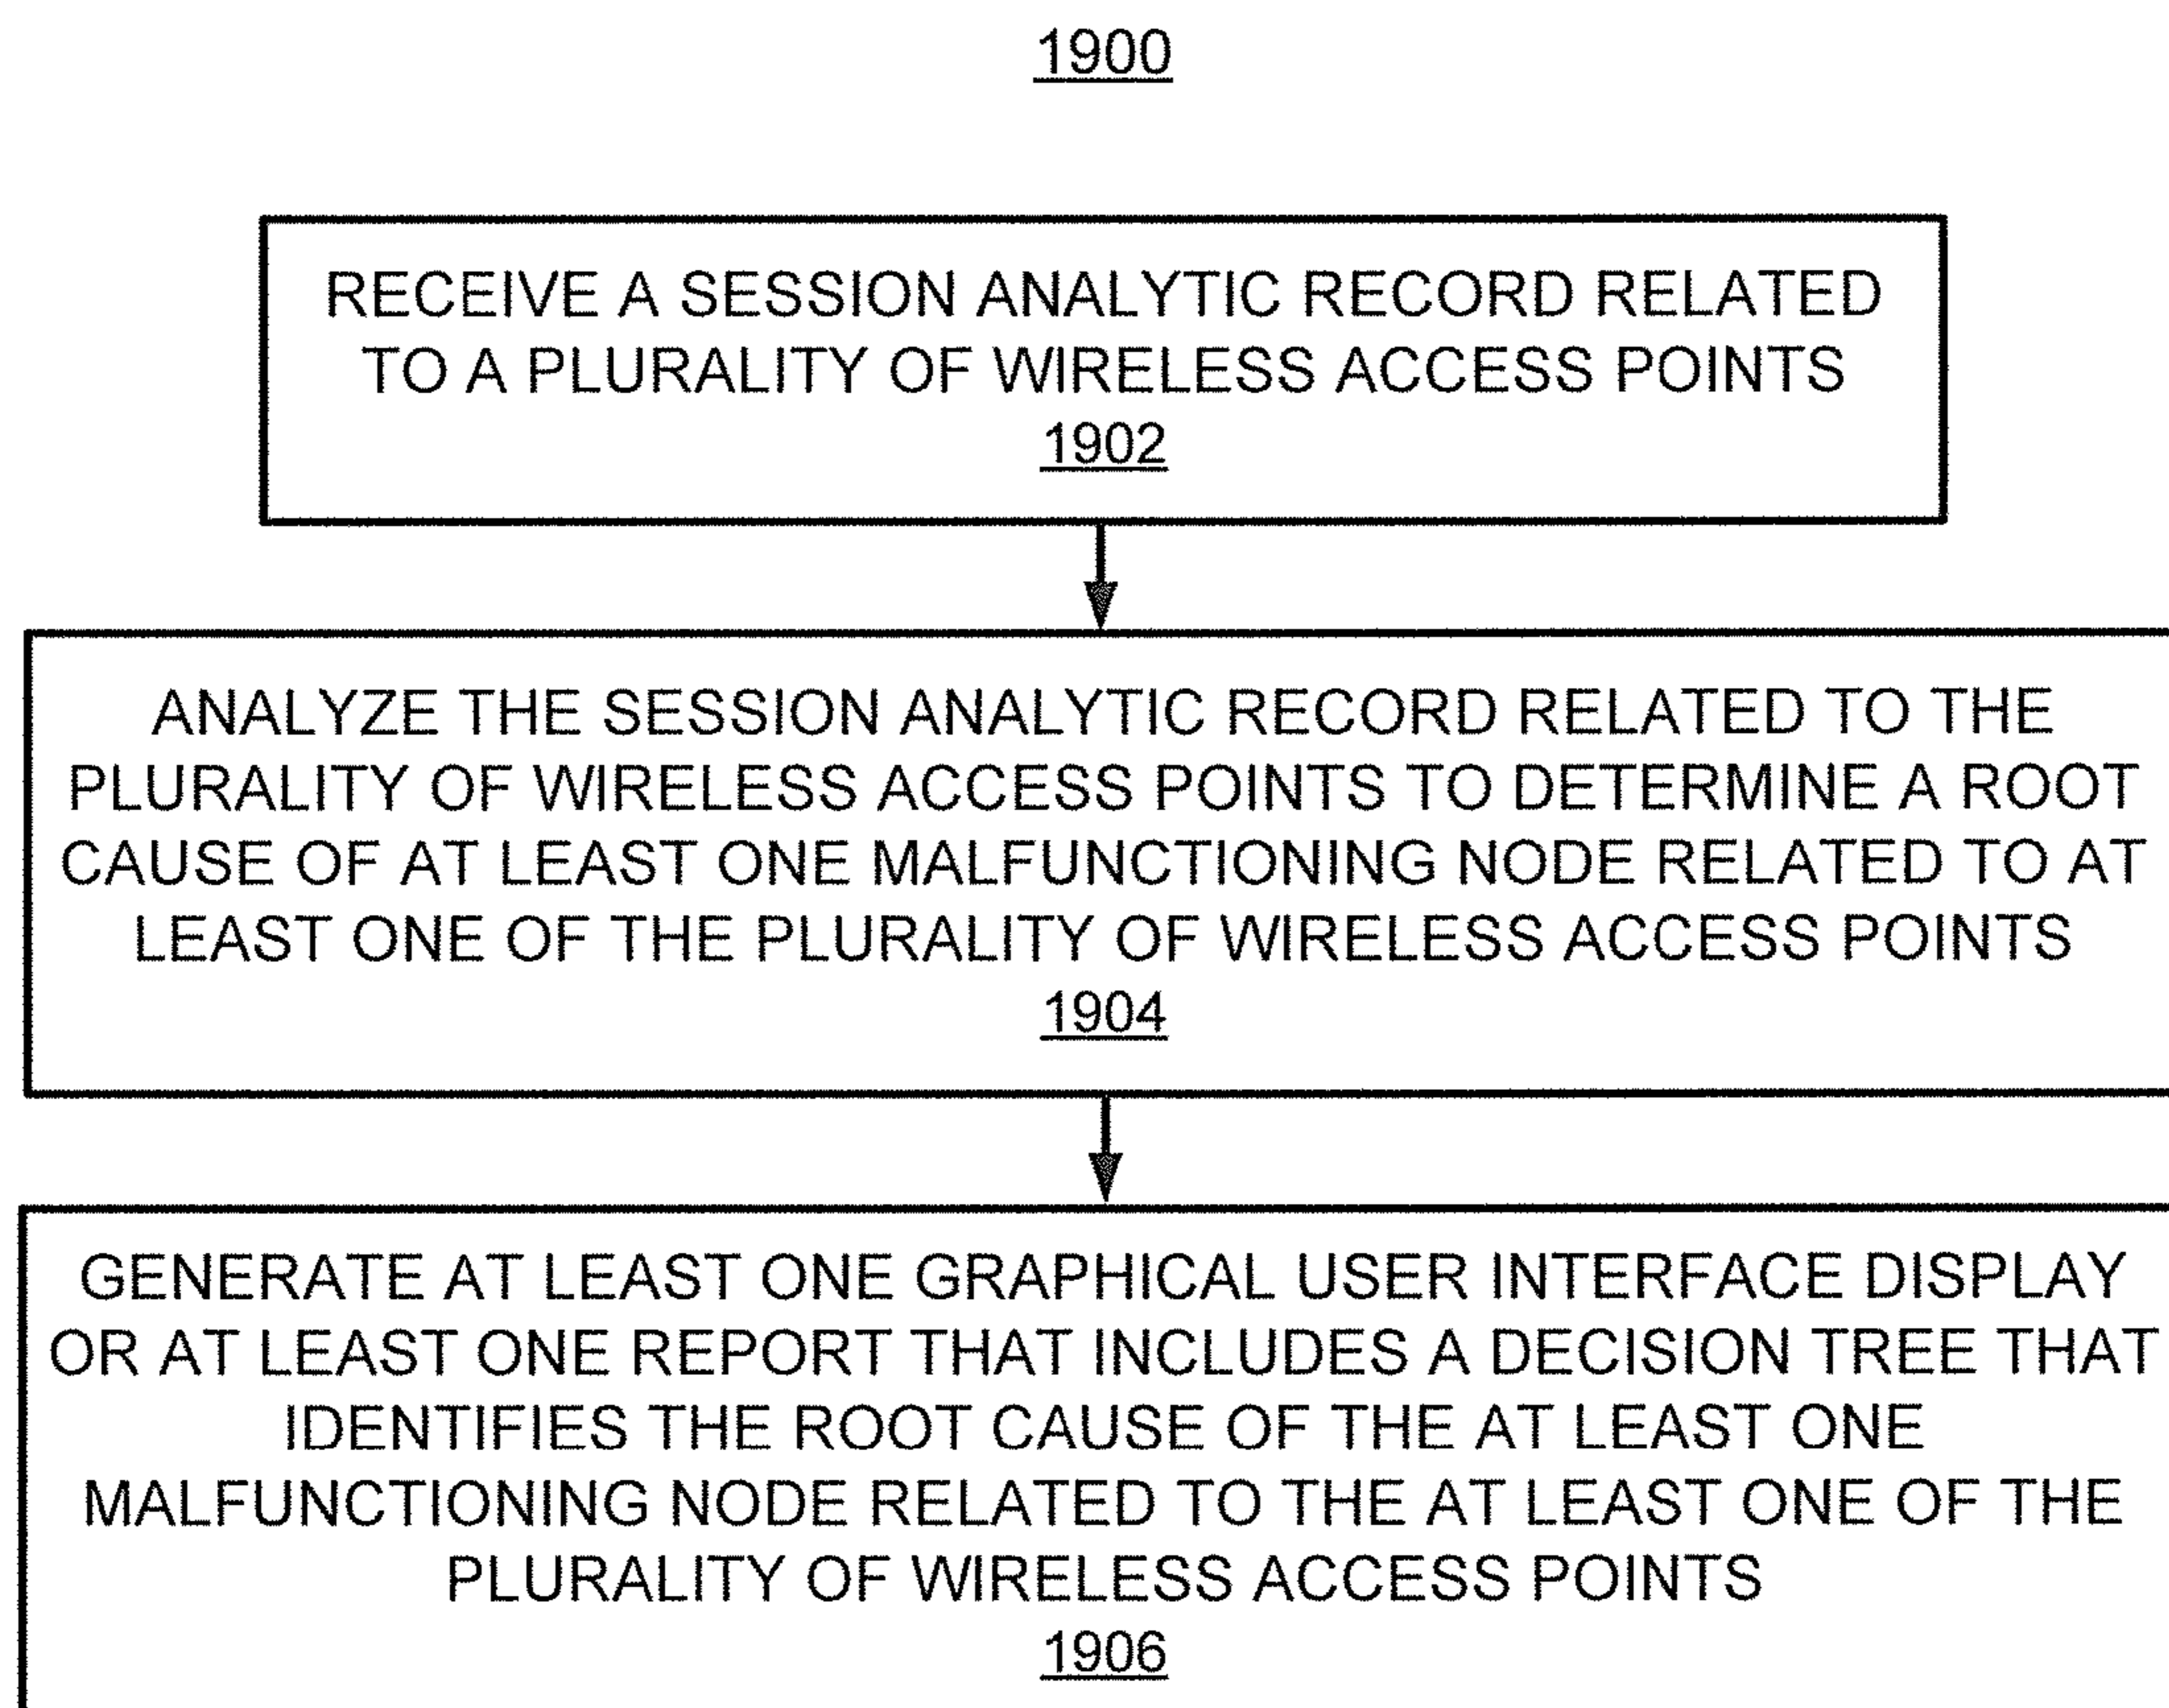 1900
RECEIVE A SESSION ANALYTIC RECORD RELATED
TO A PLURALITY OF WIRELESS ACCESS POINTS
1902
ANALYZE THE SESSION ANALYTIC RECORD RELATED TO THE
PLURALITY OF WIRELESS ACCESS POINTS TO DETERMINE A ROOT
CAUSE OF AT LEAST ONE MALFUNCTIONING NODE RELATED TO AT
LEAST ONE OF THE PLURALITY OF WIRELESS ACCESS POINTS
1904
GENERATE AT LEAST ONE GRAPHICAL USER INTERFACE DISPLAY
OR AT LEAST ONE REPORT THAT INCLUDES A DECISION TREE THAT
IDENTIFIES THE ROOT CAUSE OF THE AT LEAST ONE
MALFUNCTIONING NODE RELATED TO THE AT LEAST ONE OF THE
PLURALITY OF WIRELESS ACCESS POINTS
1906